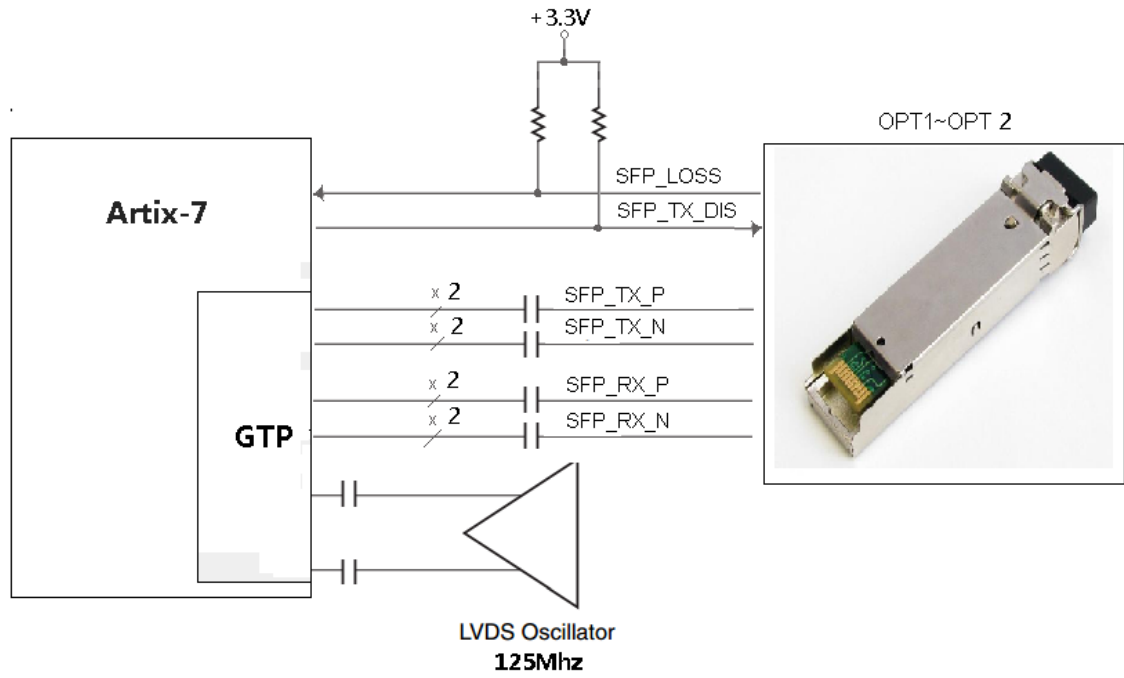 +3.3V
OPT1~OPT 2
SFP_LOSS
Artix-7
SFP_TX_DIS
x 2
SFP_TX_P
x 2
SFP_TX_N
x 2
SFP_RX_P
x 2
SFP_RX_N
GTP
LVDS Oscillator
125Mhz